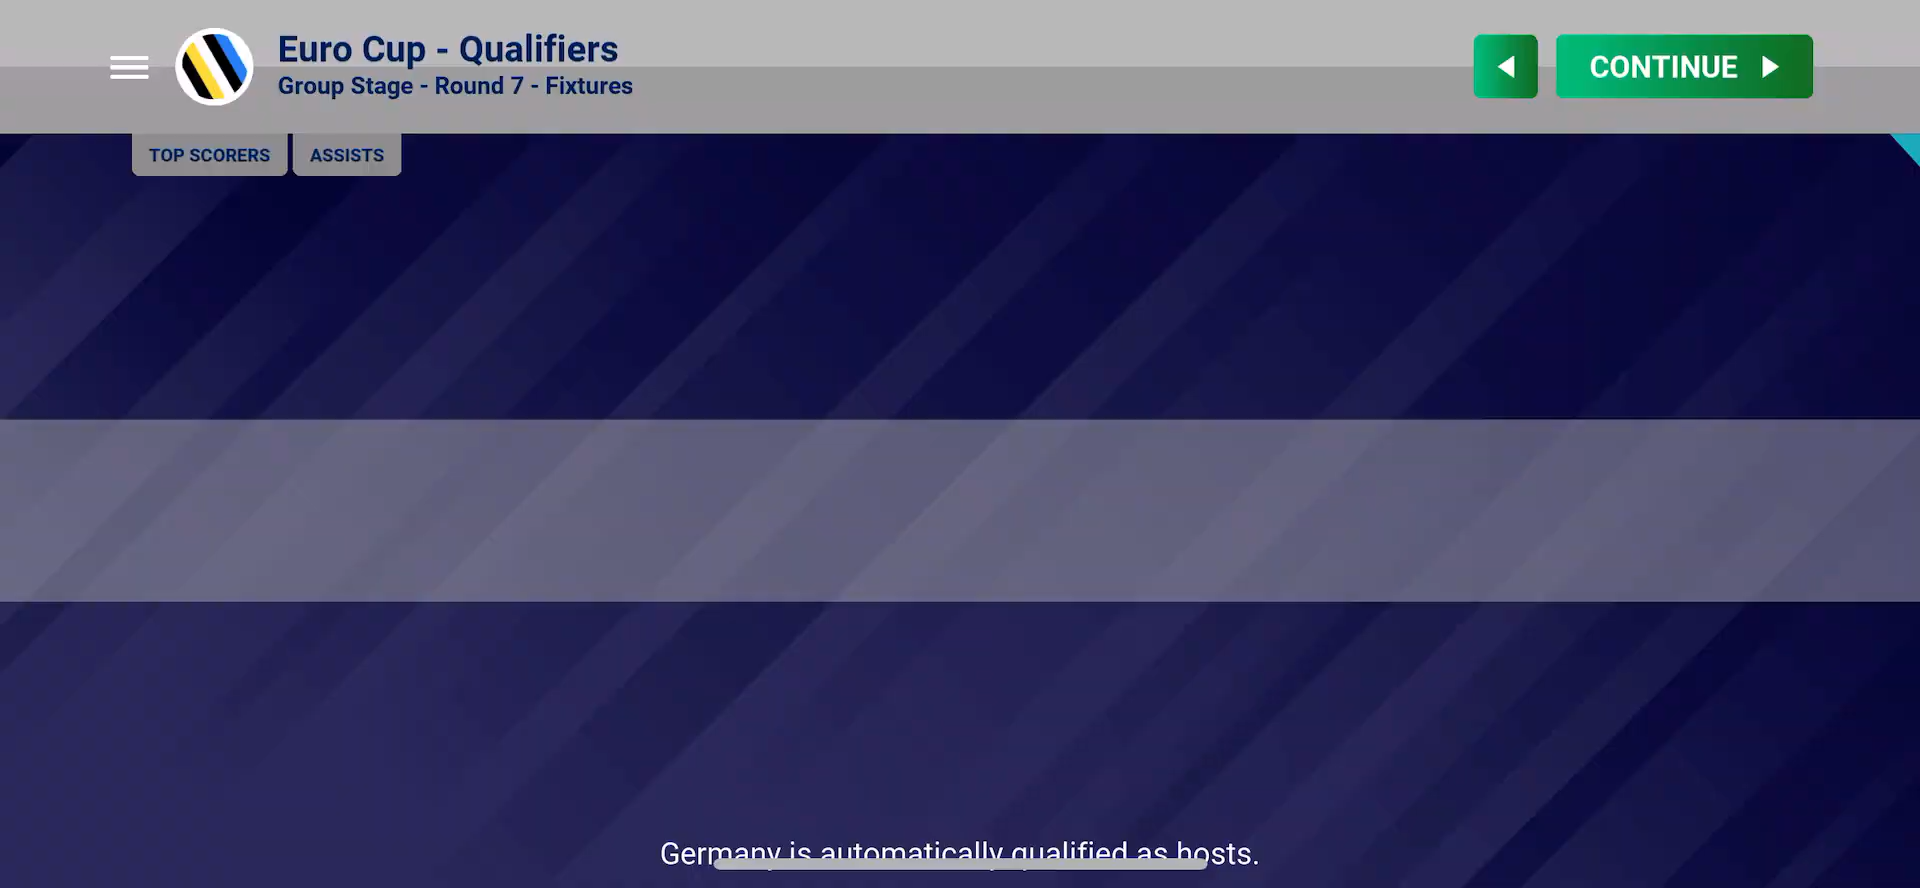 Euro Cup - Qualifiers
Group Stage - Round 7 - Fixtures
CONTINUE
TOP SCORERS
ASSISTS
Germany is automatically qualified as hosts.